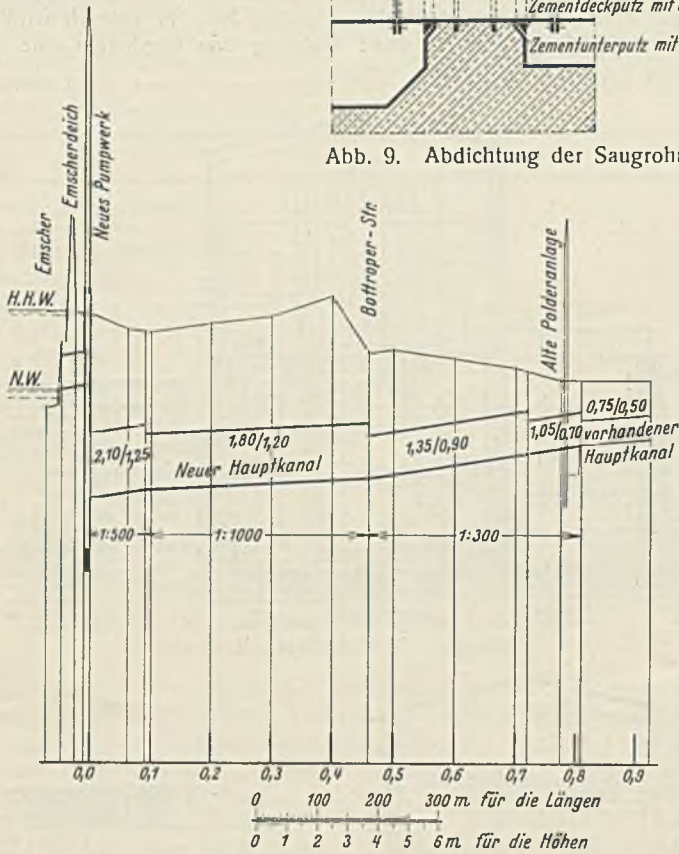 Zementdeckputz mit
Zementunterputz mit
Abb. 9. Abdichtung der Saugrohr
Emscher
Emscherdeich
Neues Pumpwerk
Bottroper-Str.
Alte Polderanlage
H.H.W.
N.W.
2,10/1,25
1,80/1,20
1,35/0,90
1,05/0,70
0,75/0,50
Neuer Hauptkanal
vorhandener
Hauptkanal
1:500
1:1000
1:300
0,0 0,1 0,2 0,3 0,4 0,5 0,6 0,7 0,8 0,9
0 100 200 300 m für die Längen
0 1 2 3 4 5 6 m für die Höhen